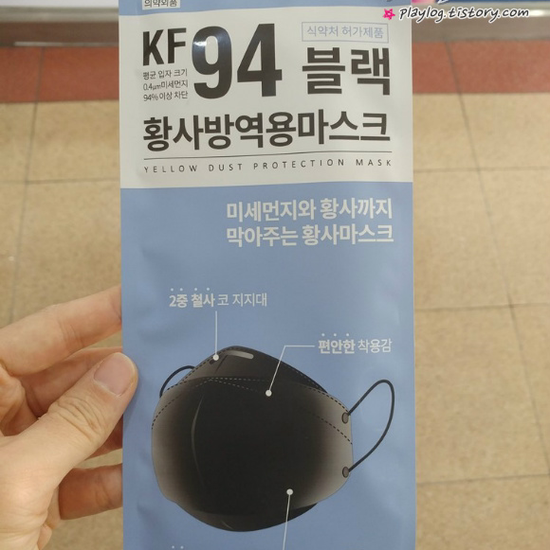 playlog.tistory.com
의약외품
식약처 허가제품
KF94 블랙
평균 입자 크기
0.4㎛미세먼지
94%이상 차단
황사방역용마스크
YELLOW DUST PROTECTION MASK
미세먼지와 황사까지
막아주는 황사마스크
2중 철사 코 지지대
편안한 착용감